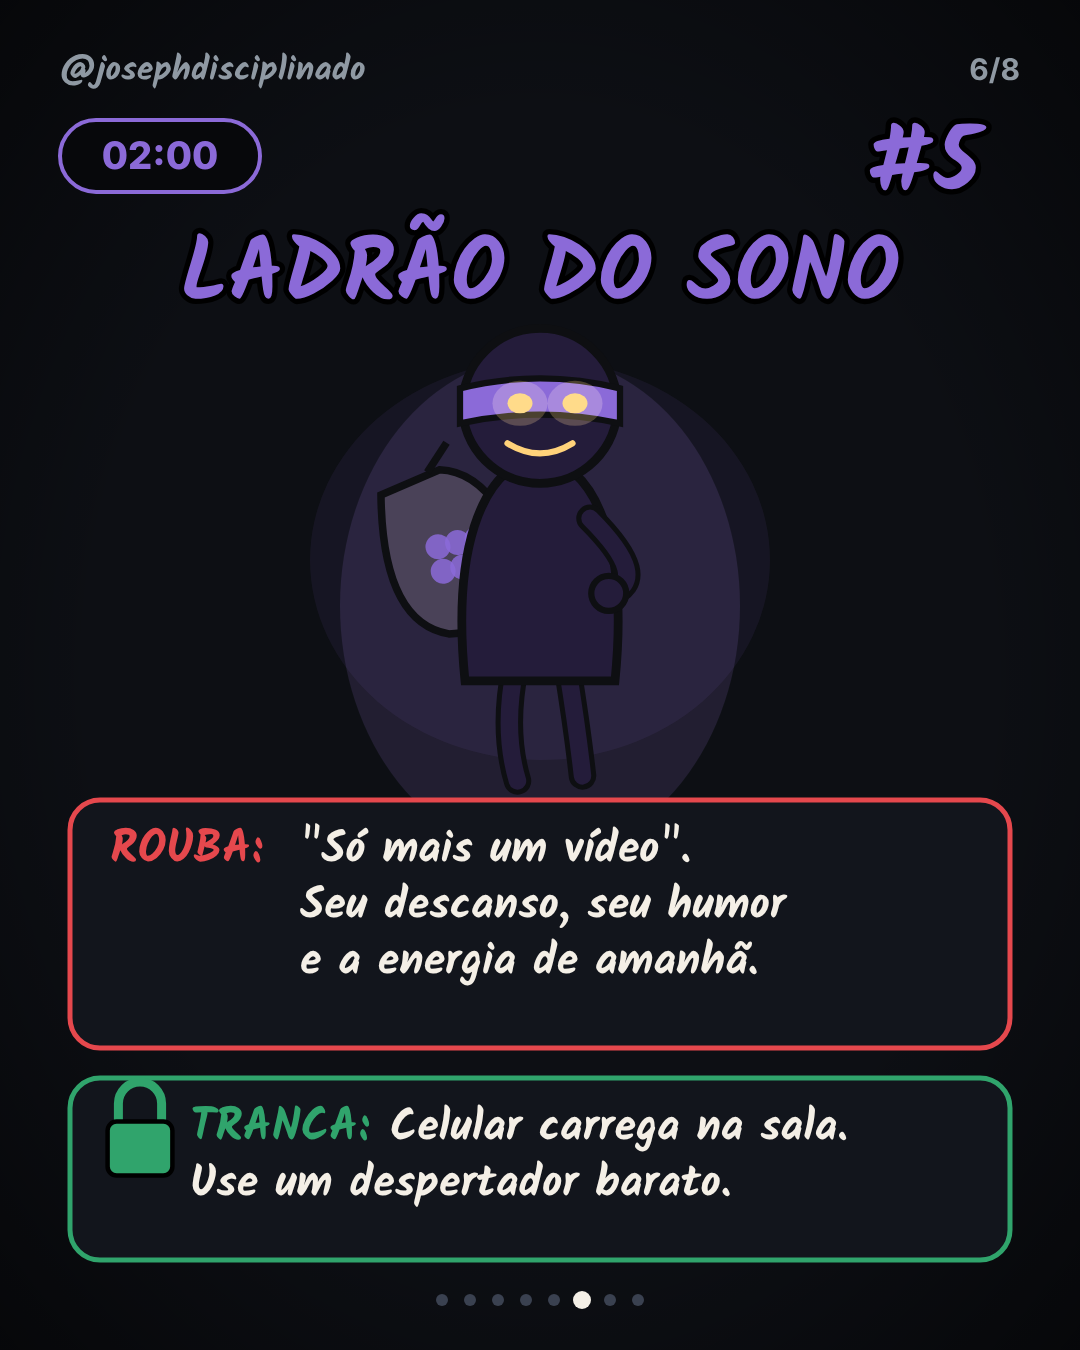 @josephdisciplinado
6/8
02:00
#5
LADRÃO DO SONO
ROUBA: "Só mais um vídeo".
Seu descanso, seu humor
e a energia de amanhã.
TRANCA: Celular carrega na sala.
Use um despertador barato.